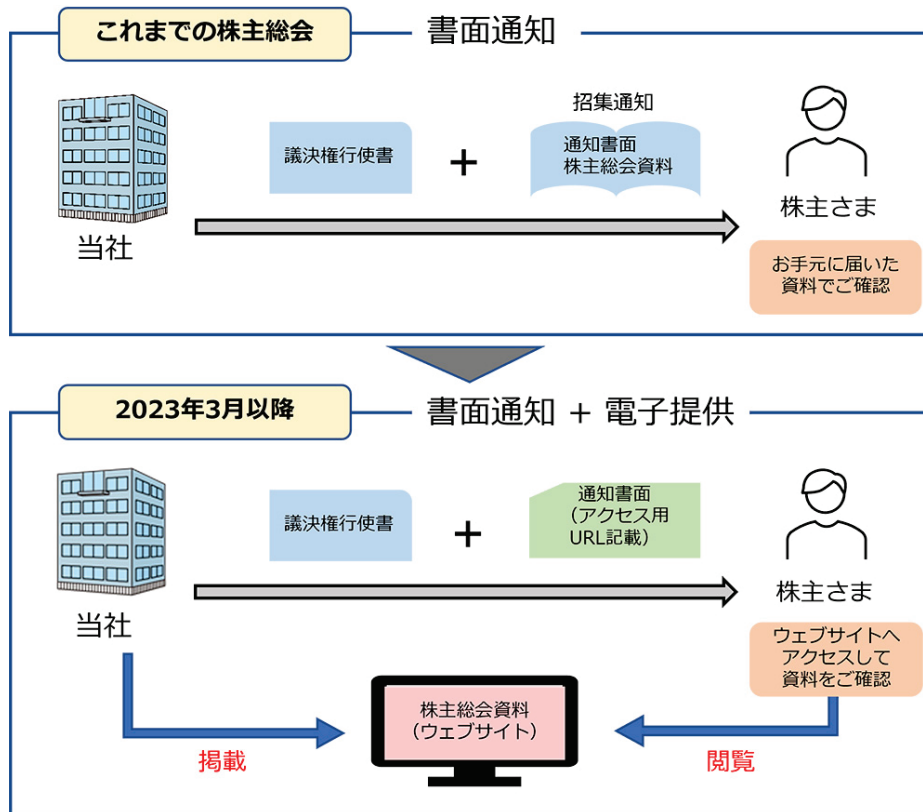 これまでの株主総会
書面通知
招集通知
議決権行使書
+
通知書面
株主総会資料
株主さま
当社
お手元に届いた
資料でご確認
2023年3月以降
書面通知 + 電子提供
議決権行使書
+
通知書面
(アクセス用
URL記載)
株主さま
当社
ウェブサイトへ
アクセスして
資料をご確認
株主総会資料
(ウェブサイト)
掲載
閲覧